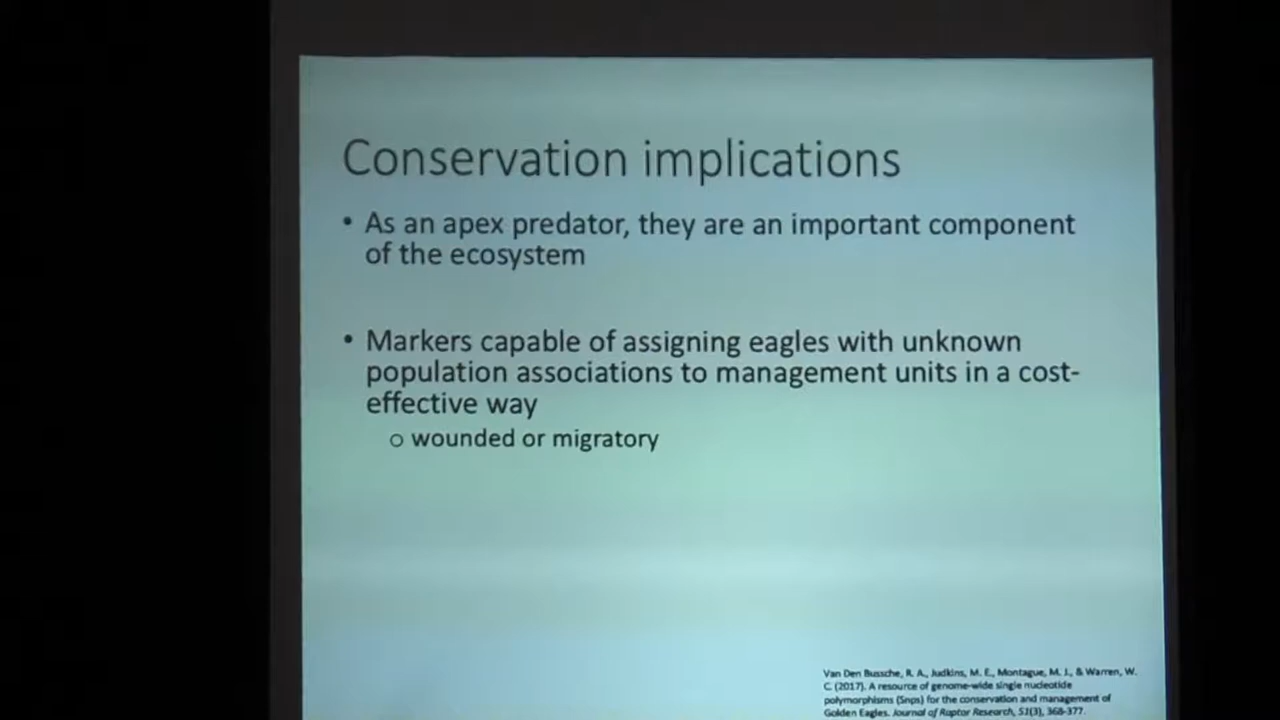 Conservation implications
• As an apex predator, they are an important component
of the ecosystem
• Markers capable of assigning eagles with unknown
population associations to management units in a cost-
effective way
o wounded or migratory
Van Den Bussche, R. A., Judkins, M. E., Montague, M. J., & Warren, W.
C. (2017). A resource of genome-wide single nucleotide
polymorphisms (Snps) for the conservation and management of
Golden Eagles. Journal of Raptor Research, 51(3), 368-377.